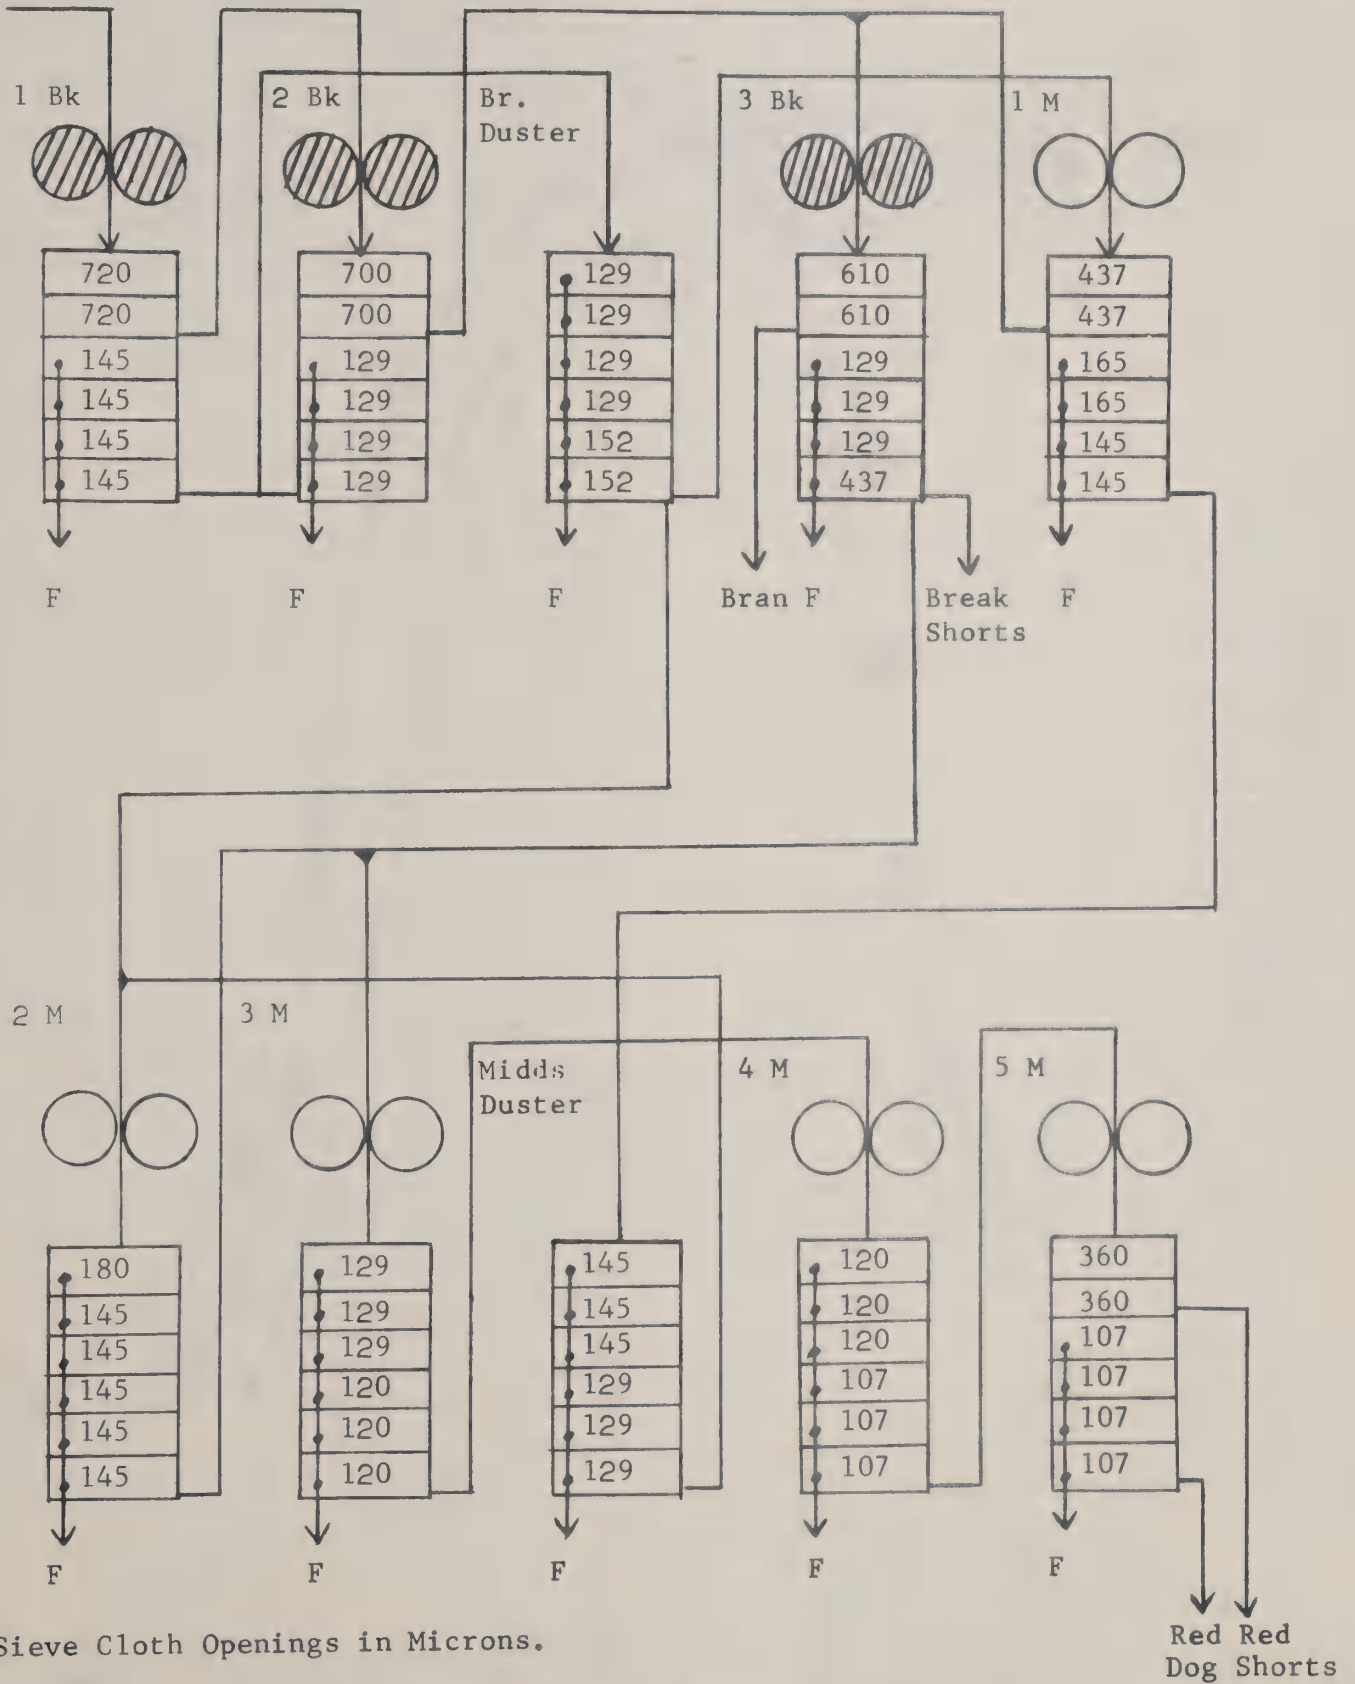 1 Bk
2 Bk
Br.
Duster
3 Bk
1 M
720
720
145
145
145
145
F
700
700
129
129
129
129
F
129
129
129
129
152
152
F
610
610
129
129
129
437
Bran F
Break
Shorts
437
437
165
165
145
145
F
2 M
3 M
Midds
Duster
4 M
5 M
180
145
145
145
145
145
F
129
129
129
120
120
120
F
145
145
145
129
129
129
F
120
120
120
107
107
107
F
360
360
107
107
107
107
F
Red Red
Dog Shorts
Sieve Cloth Openings in Microns.